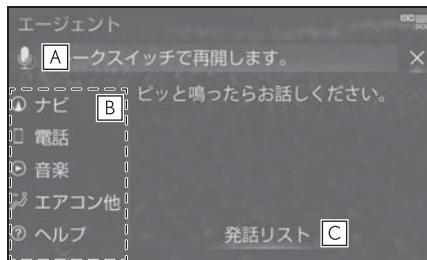 エージェント
A ークスイッチで再開します。 ×
ピッと鳴ったらお話しください。
B
ナビ
電話
音楽
エアコン他
ヘルプ
発話リスト C